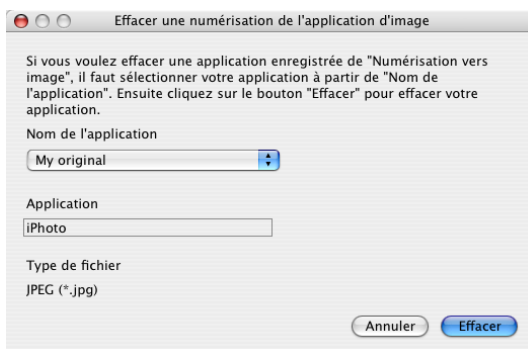 Effacer une numérisation de l'application d'image
Si vous voulez effacer une application enregistrée de "Numérisation vers
image", il faut sélectionner votre application à partir de "Nom de
l'application". Ensuite cliquez sur le bouton "Effacer" pour effacer votre
application.
Nom de l'application
My original
Application
iPhoto
Type de fichier
JPEG (*.jpg)
Annuler Effacer